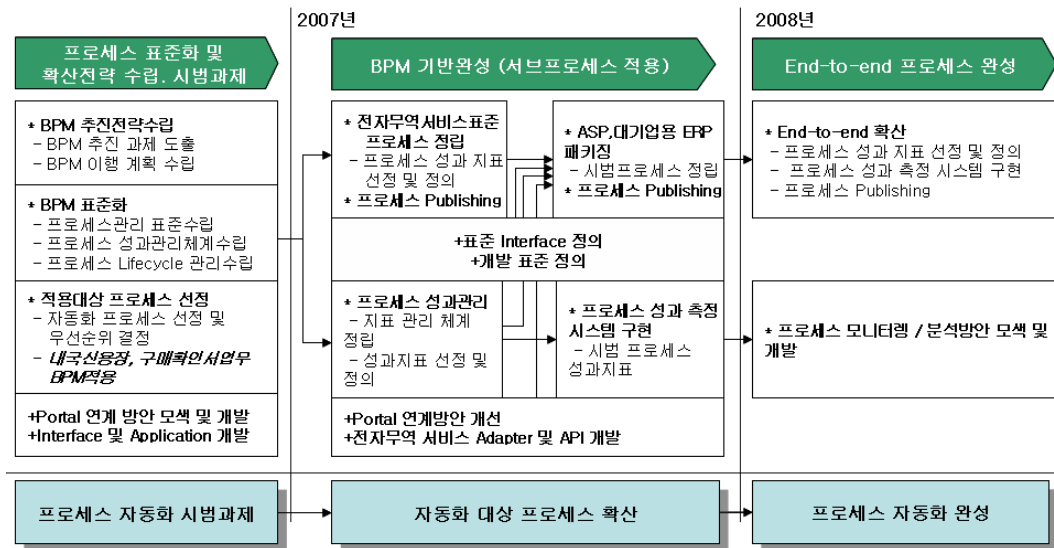 2007년
2008년
프로세스 표준화 및
확산전략 수립. 시범과제
BPM 기반완성 (서브프로세스 적용)
End-to-end 프로세스 완성
* BPM 추진전략수립
- BPM 추진 과제 도출
- BPM 이행 계획 수립
* BPM 표준화
- 프로세스관리 표준수립
- 프로세스 성과관리체계수립
- 프로세스 Lifecycle 관리수립
* 적용대상 프로세스 선정
- 자동화 프로세스 선정 및
우선순위 결정
- 내국신용장, 구매확인서업무
BPM적용
+Portal 연계 방안 모색 및 개발
+Interface 및 Application 개발
* 전자무역서비스표준
프로세스 정립
- 프로세스 성과 지표
선정 및 정의
* 프로세스 Publishing
* ASP,대기업용 ERP
패키징
- 시범프로세스 정립
* 프로세스 Publishing
+표준 Interface 정의
+개발 표준 정의
* 프로세스 성과관리
- 지표 관리 체계
정립
- 성과지표 선정 및
정의
* 프로세스 성과 측정
시스템 구현
- 시범 프로세스
성과지표
+Portal 연계방안 개선
+전자무역 서비스 Adapter 및 API 개발
* End-to-end 확산
- 프로세스 성과 지표 선정 및 정의
- 프로세스 성과 측정 시스템 구현
- 프로세스 Publishing
* 프로세스 모니터렝 / 분석방안 모색 및
개발
프로세스 자동화 시범과제
자동화 대상 프로세스 확산
프로세스 자동화 완성